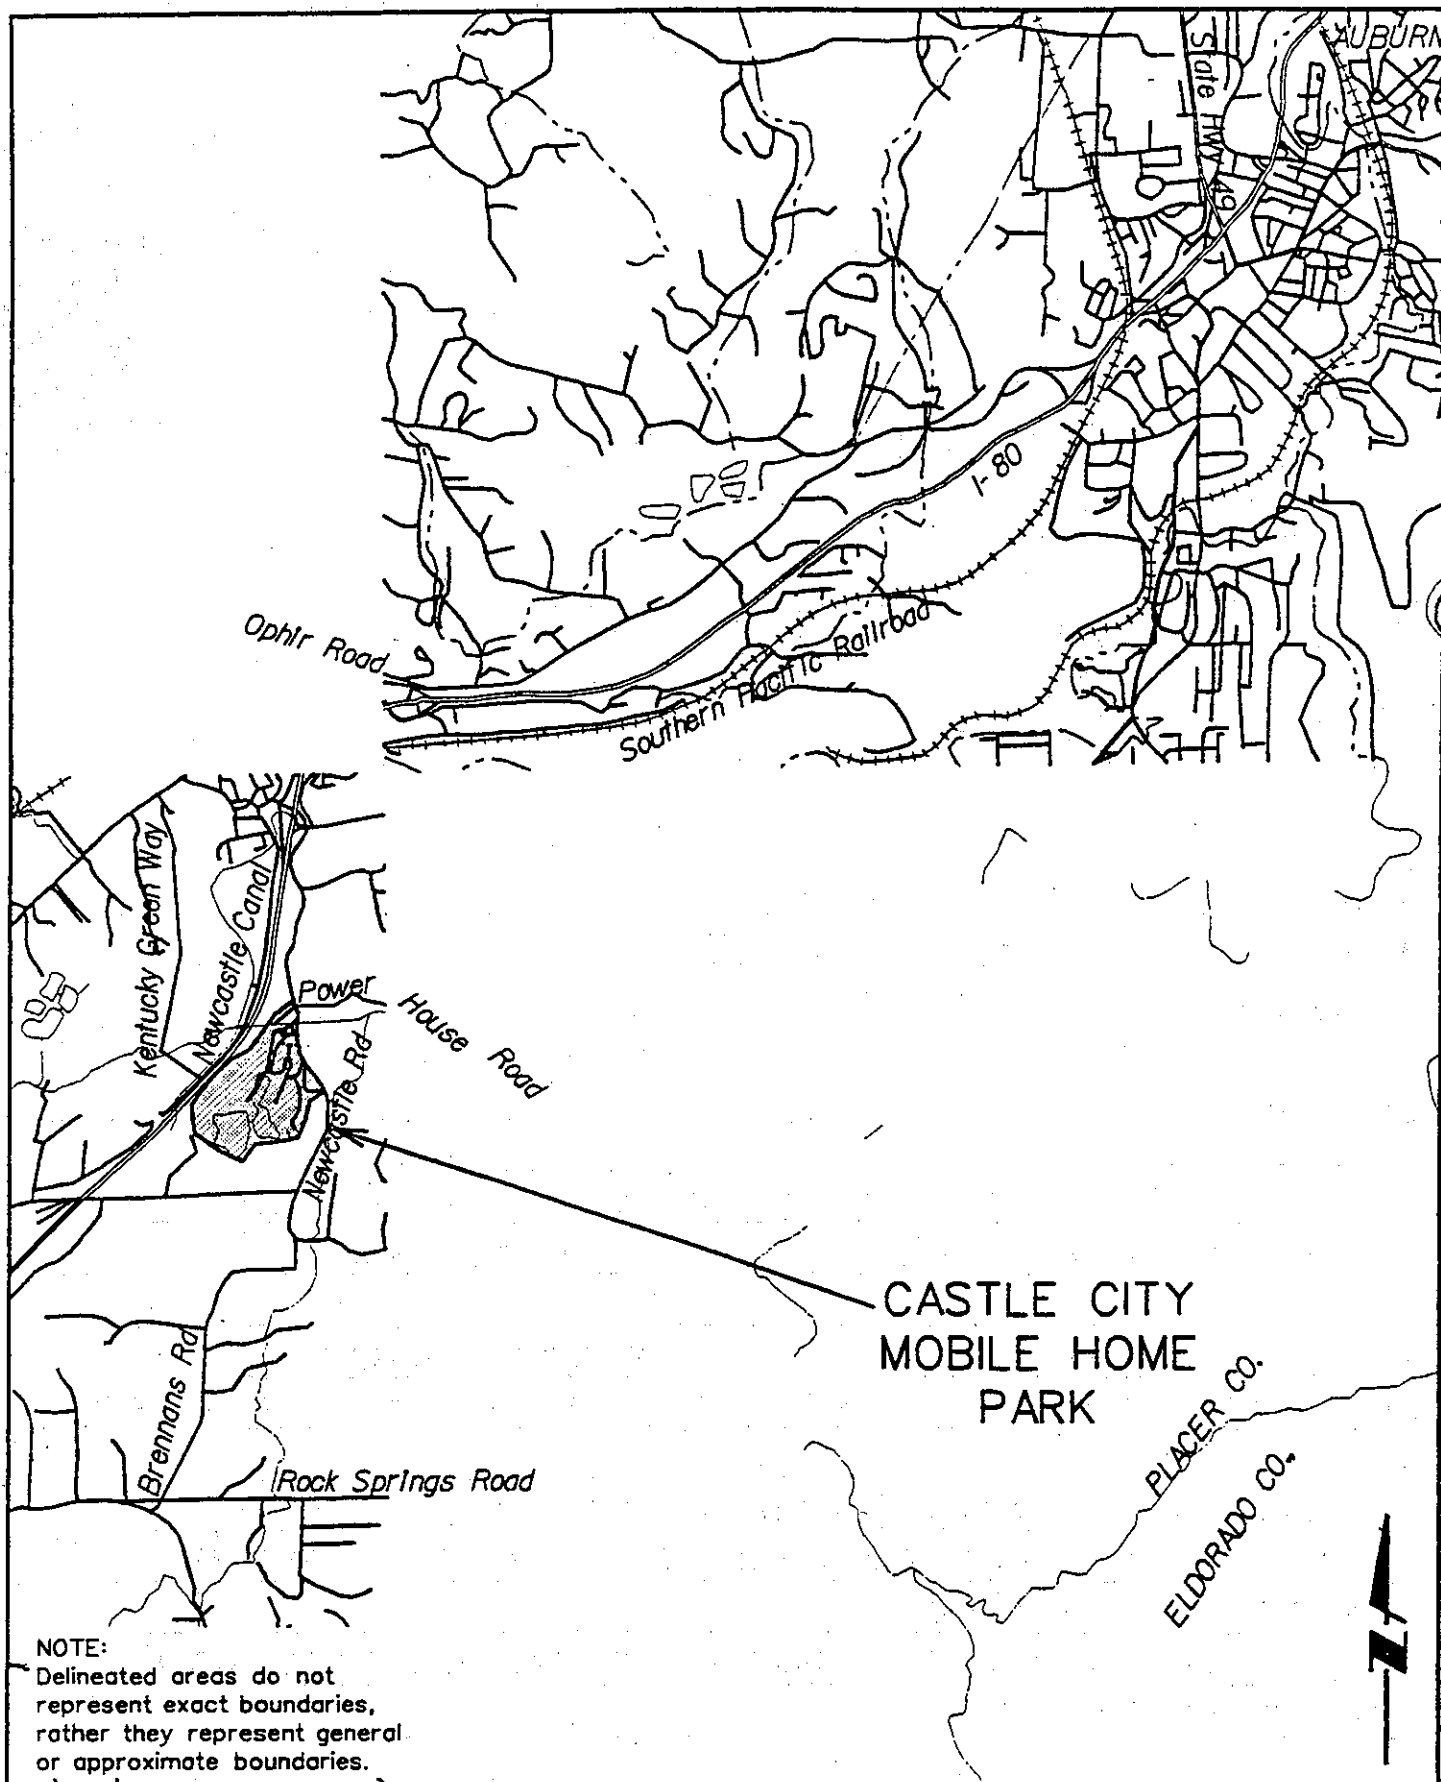 AUBURN
State HWY 49
I-80
Ophir Road
Southern Pacific Railroad
Kentucky Green Way
Newcastle Canal
Power House Road
Newcastle Rd
CASTLE CITY
MOBILE HOME
PARK
PLACER CO.
ELDORADO CO.
Brennans Rd
Rock Springs Road
N
NOTE:
Delineated areas do not
represent exact boundaries,
rather they represent general
or approximate boundaries.